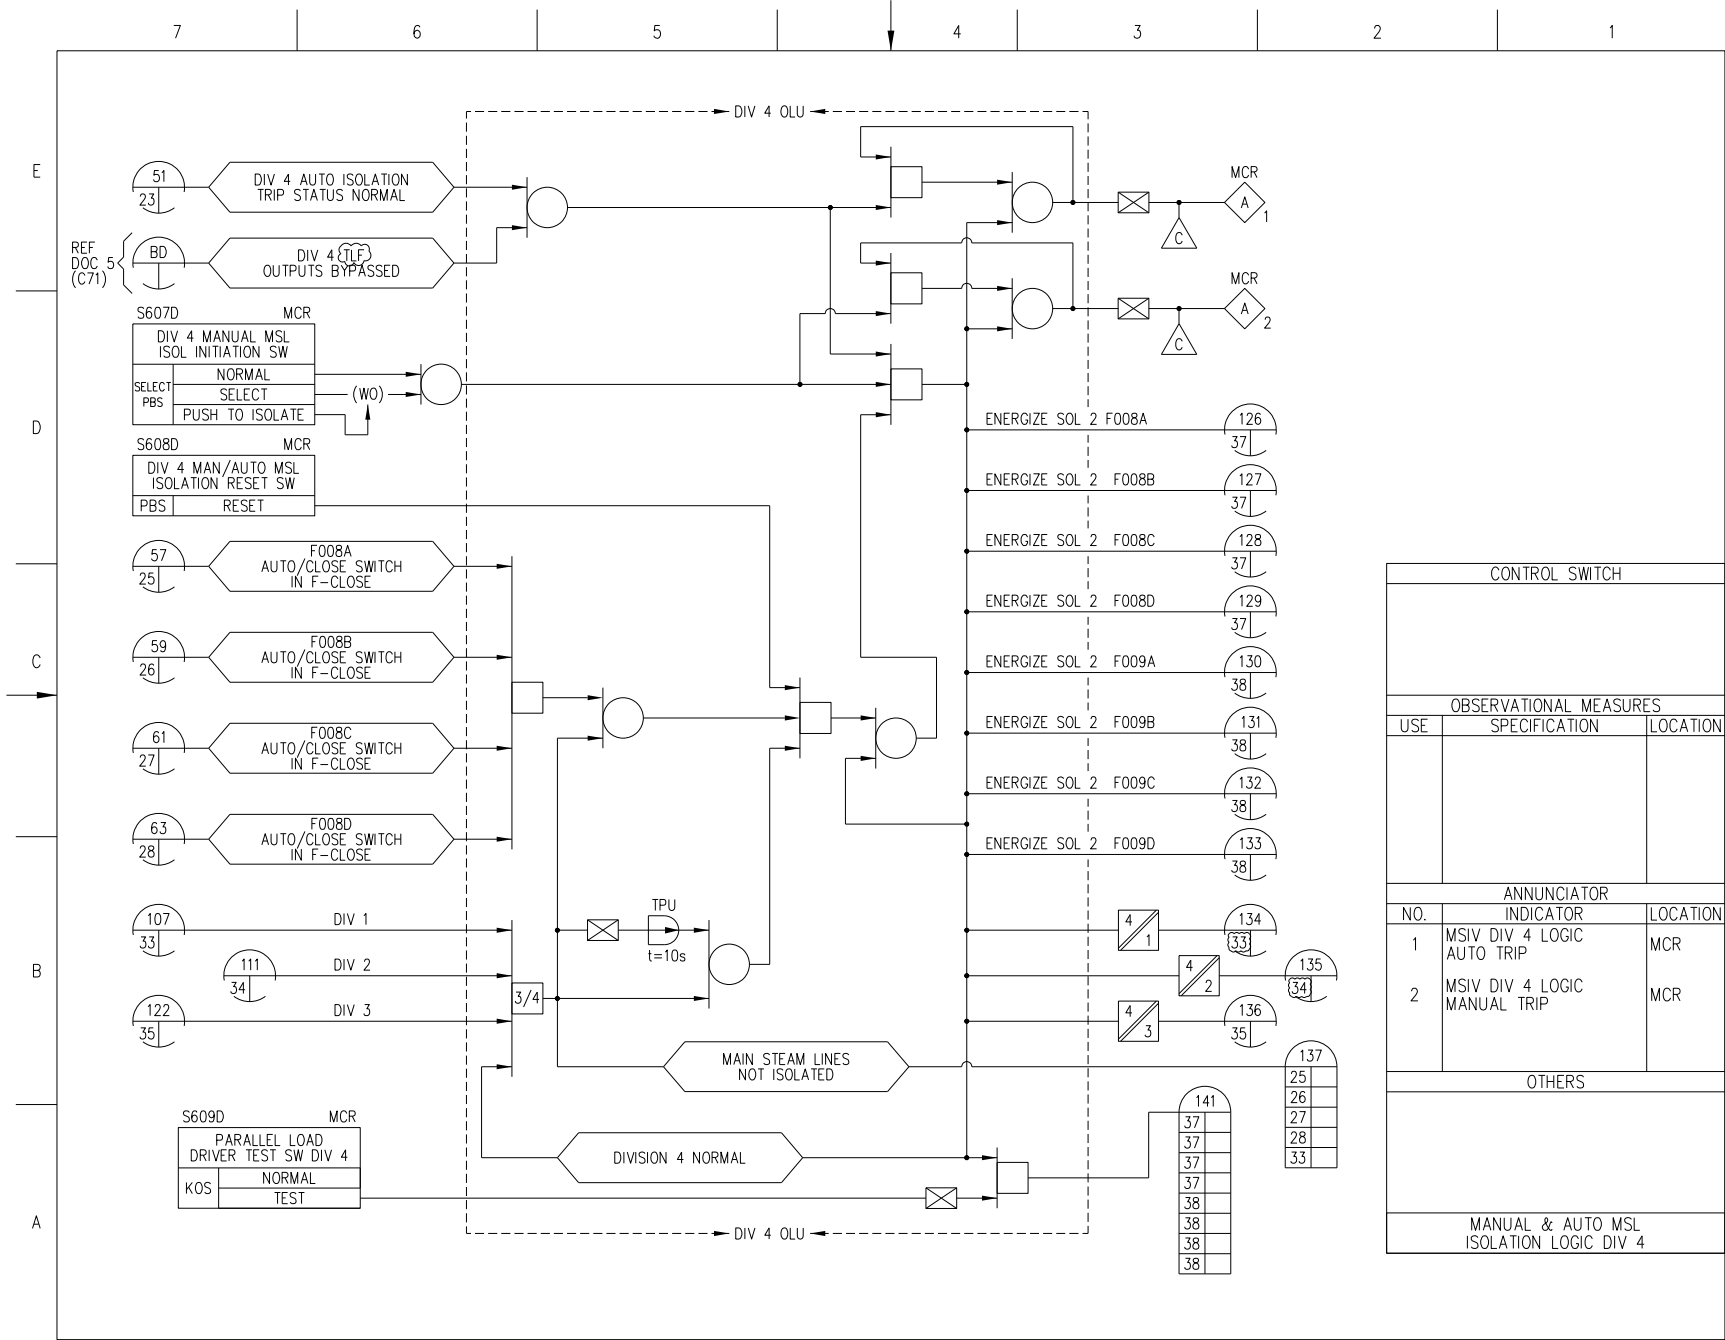 7 6 5 4 3 2 1
DIV 4 OLU
E
51
23
DIV 4 AUTO ISOLATION
TRIP STATUS NORMAL
MCR
A
1
C
REF
DOC 5
(C71)
BD
DIV 4 TLF
OUTPUTS BYPASSED
MCR
A
2
C
S607D MCR
DIV 4 MANUAL MSL
ISOL INITIATION SW
SELECT
PBS
NORMAL
SELECT
PUSH TO ISOLATE
(WO)
D
S608D MCR
DIV 4 MAN/AUTO MSL
ISOLATION RESET SW
PBS RESET
ENERGIZE SOL 2 F008A
126
37
ENERGIZE SOL 2 F008B
127
37
ENERGIZE SOL 2 F008C
128
37
ENERGIZE SOL 2 F008D
129
37
ENERGIZE SOL 2 F009A
130
38
ENERGIZE SOL 2 F009B
131
38
ENERGIZE SOL 2 F009C
132
38
ENERGIZE SOL 2 F009D
133
38
57
25
F008A
AUTO/CLOSE SWITCH
IN F-CLOSE
C
59
26
F008B
AUTO/CLOSE SWITCH
IN F-CLOSE
61
27
F008C
AUTO/CLOSE SWITCH
IN F-CLOSE
63
28
F008D
AUTO/CLOSE SWITCH
IN F-CLOSE
B
107
33
DIV 1
111
34
DIV 2
122
35
DIV 3
3/4
TPU
t=10s
4
1
134
33
4
2
135
34
4
3
136
35
MAIN STEAM LINES
NOT ISOLATED
137
25
26
27
28
33
S609D MCR
PARALLEL LOAD
DRIVER TEST SW DIV 4
KOS
NORMAL
TEST
DIVISION 4 NORMAL
141
37
37
37
37
38
38
38
38
A
DIV 4 OLU
CONTROL SWITCH
OBSERVATIONAL MEASURES
USE SPECIFICATION LOCATION
ANNUNCIATOR
NO. INDICATOR LOCATION
1 MSIV DIV 4 LOGIC
AUTO TRIP
MCR
2 MSIV DIV 4 LOGIC
MANUAL TRIP
MCR
OTHERS
MANUAL & AUTO MSL
ISOLATION LOGIC DIV 4